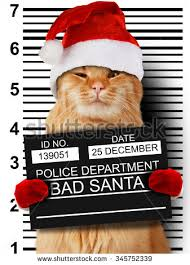 7
6
5
4
3
2
1
shutterstock
ID NO. DATE
139051 25 DECEMBER
POLICE DEPARTMENT
BAD SANTA
www.shutterstock.com · 345752339